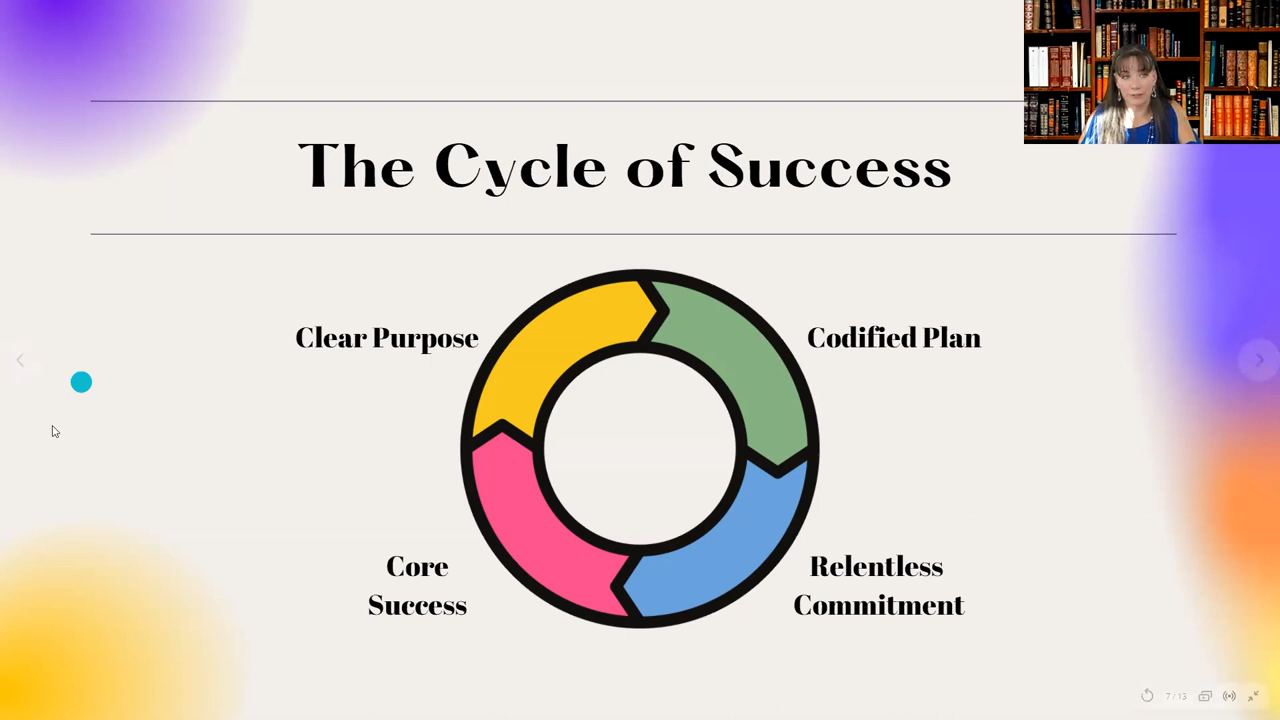 The Cycle of Success
Clear Purpose
Codified Plan
Core
Success
Relentless
Commitment
7 / 13